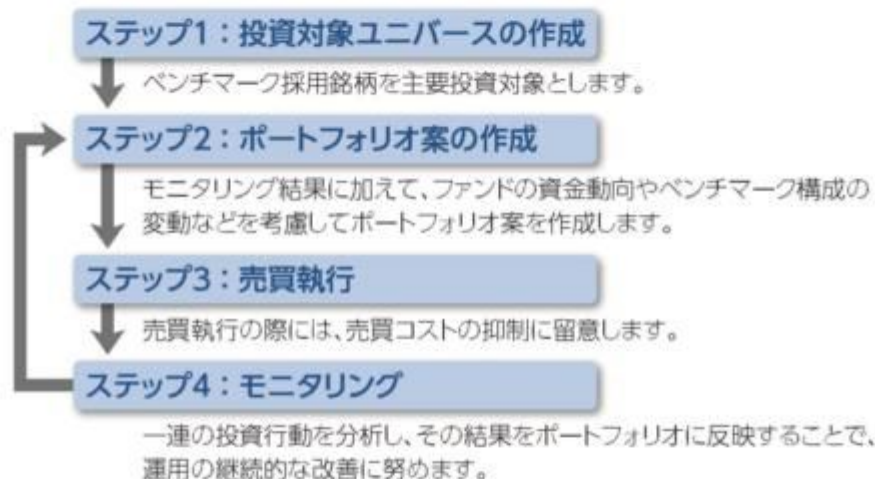 ステップ1：投資対象ユニバースの作成
ベンチマーク採用銘柄を主要投資対象とします。
ステップ2：ポートフォリオ案の作成
モニタリング結果に加えて、ファンドの資金動向やベンチマーク構成の
変動などを考慮してポートフォリオ案を作成します。
ステップ3：売買執行
売買執行の際には、売買コストの抑制に留意します。
ステップ4：モニタリング
一連の投資行動を分析し、その結果をポートフォリオに反映することで、
運用の継続的な改善に努めます。